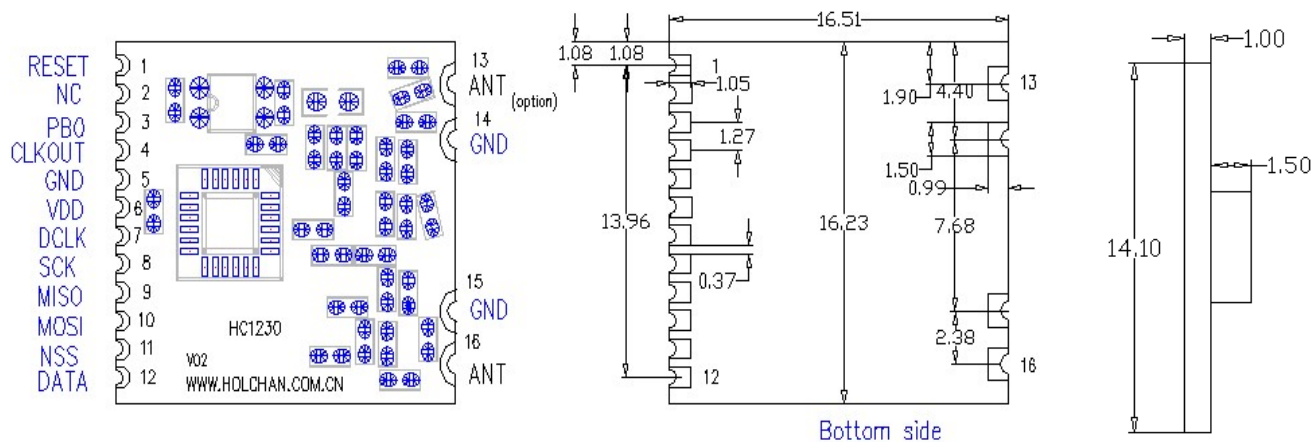 RESET 1
NC 2
PB0 3
CLKOUT 4
GND 5
VDD 6
DCLK 7
SCK 8
MISO 9
MOSI 10
NSS 11
DATA 12
13
ANT
(option)
14
GND
15
GND
16
ANT
HC1230
V02
WWW.HOLCHAN.COM.CN
16.51
1.08 1.08
1
1.05
1.27
13.96
16.23
0.37
12
1.90
4.40
13
1.50
0.99
7.68
2.38
16
Bottom side
1.00
1.50
14.10